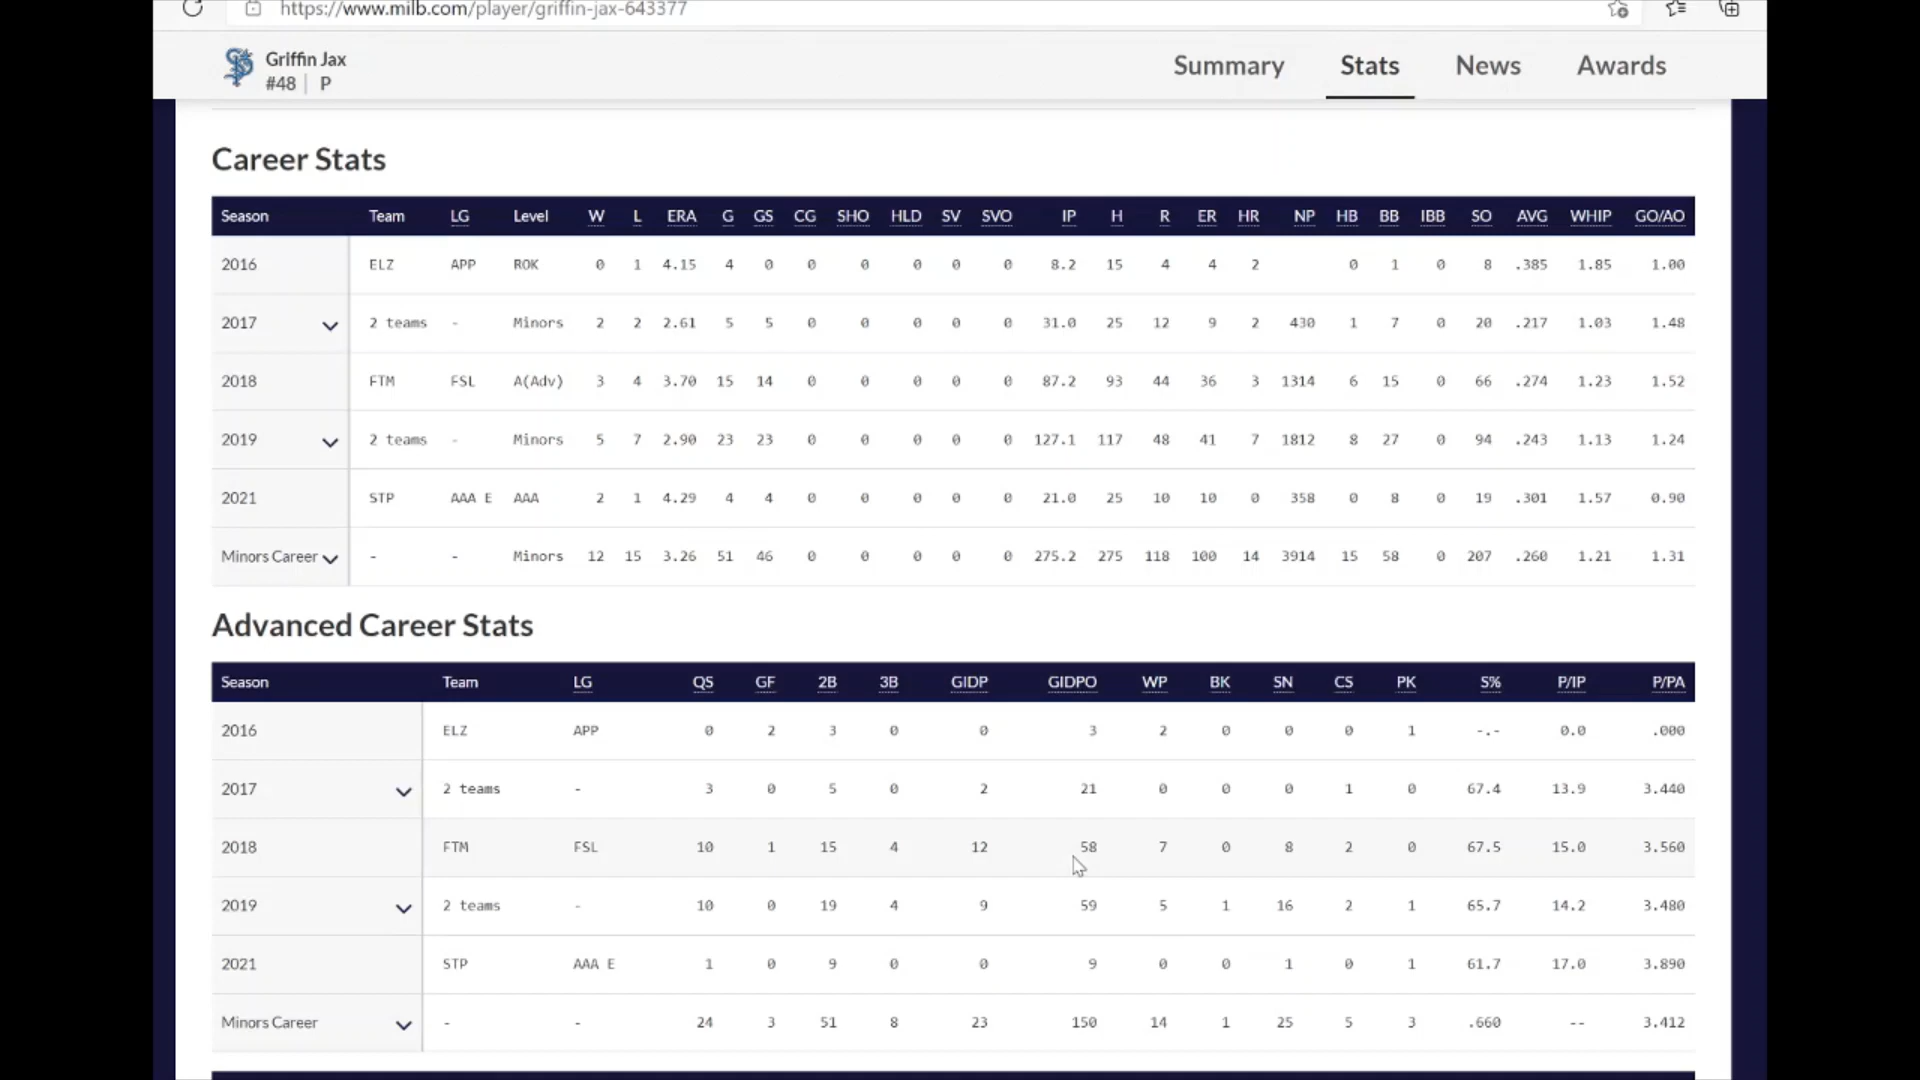 https://www.milb.com/player/griffin-jax-643377
Griffin Jax
#48 | P
Summary Stats News Awards
Career Stats
Season Team LG Level W L ERA G GS CG SHO HLD SV SVO IP H R ER HR NP HB BB IBB SO AVG WHIP GO/AO
2016 ELZ APP ROK 0 1 4.15 4 0 0 0 0 0 0 8.2 15 4 4 2 0 1 0 8 .385 1.85 1.00
2017 2 teams - Minors 2 2 2.61 5 5 0 0 0 0 0 31.0 25 12 9 2 430 1 7 0 20 .217 1.03 1.48
2018 FTM FSL A(Adv) 3 4 3.70 15 14 0 0 0 0 0 87.2 93 44 36 3 1314 6 15 0 66 .274 1.23 1.52
2019 2 teams - Minors 5 7 2.90 23 23 0 0 0 0 0 127.1 117 48 41 7 1812 8 27 0 94 .243 1.13 1.24
2021 STP AAA E AAA 2 1 4.29 4 4 0 0 0 0 0 21.0 25 10 10 0 358 0 8 0 19 .301 1.57 0.90
Minors Career - - Minors 12 15 3.26 51 46 0 0 0 0 0 275.2 275 118 100 14 3914 15 58 0 207 .260 1.21 1.31
Advanced Career Stats
Season Team LG QS GF 2B 3B GIDP GIDPO WP BK SN CS PK S% P/IP P/PA
2016 ELZ APP 0 2 3 0 0 3 2 0 0 0 1 -.- 0.0 .000
2017 2 teams - 3 0 5 0 2 21 0 0 0 1 0 67.4 13.9 3.440
2018 FTM FSL 10 1 15 4 12 58 7 0 8 2 0 67.5 15.0 3.560
2019 2 teams - 10 0 19 4 9 59 5 1 16 2 1 65.7 14.2 3.480
2021 STP AAA E 1 0 9 0 0 9 0 0 1 0 1 61.7 17.0 3.890
Minors Career - - 24 3 51 8 23 150 14 1 25 5 3 .660 -- 3.412